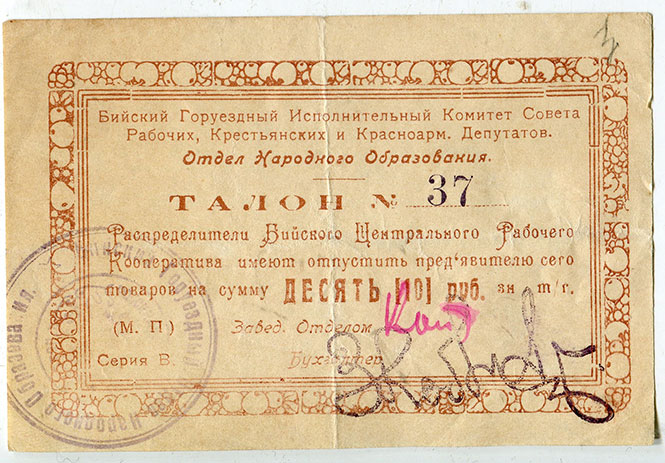 Бийский Горуездный Исполнительный Комитет Совета
Рабочих, Крестьянских и Красноарм. Депутатов.
Отдел Народного Образования.
ТАЛОН № 37
Распределители Бийского Центрального Рабочего
Кооператива имеют отпустить пред'явителю сего
товаров на сумму ДЕСЯТЬ [10] руб. зн т/г.
(М. П) Завед. Отделом
Серия В. Бухгалтер